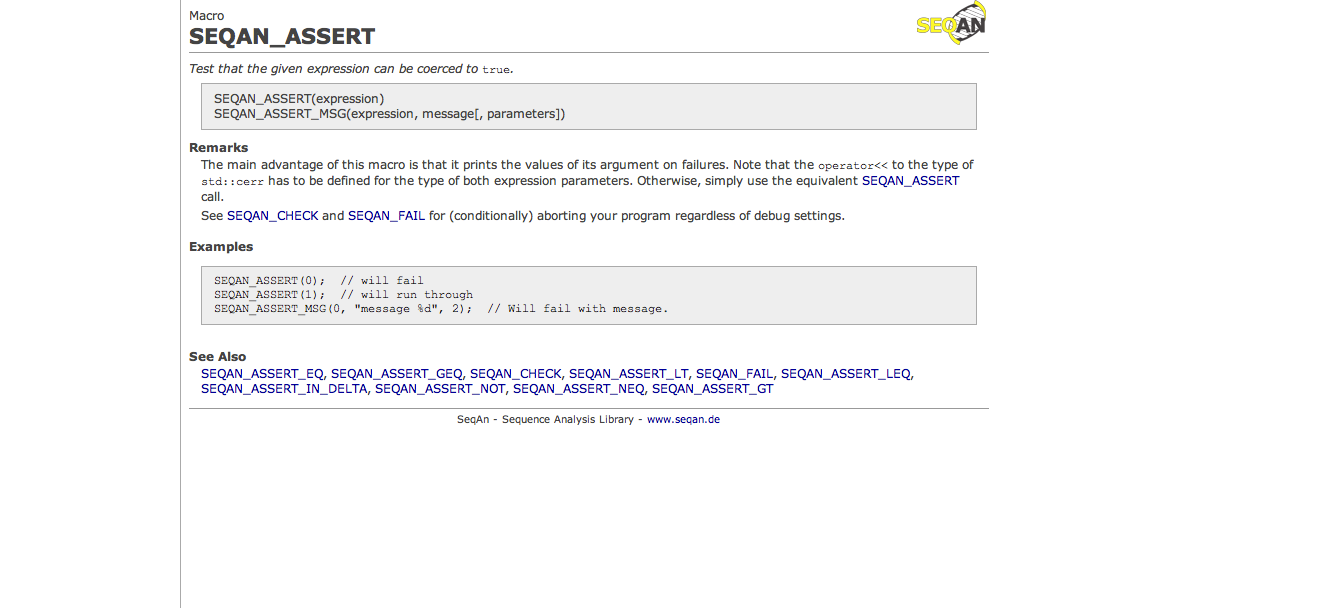 Macro
SEQAN
SEQAN_ASSERT
Test that the given expression can be coerced to true.
SEQAN_ASSERT(expression)
SEQAN_ASSERT_MSG(expression, message[, parameters])
Remarks
The main advantage of this macro is that it prints the values of its argument on failures. Note that the operator<< to the type of
std::cerr has to be defined for the type of both expression parameters. Otherwise, simply use the equivalent SEQAN_ASSERT
call.
See SEQAN_CHECK and SEQAN_FAIL for (conditionally) aborting your program regardless of debug settings.
Examples
SEQAN_ASSERT(0);  // will fail
SEQAN_ASSERT(1);  // will run through
SEQAN_ASSERT_MSG(0, "message %d", 2);  // Will fail with message.
See Also
SEQAN_ASSERT_EQ, SEQAN_ASSERT_GEQ, SEQAN_CHECK, SEQAN_ASSERT_LT, SEQAN_FAIL, SEQAN_ASSERT_LEQ,
SEQAN_ASSERT_IN_DELTA, SEQAN_ASSERT_NOT, SEQAN_ASSERT_NEQ, SEQAN_ASSERT_GT
SeqAn - Sequence Analysis Library - www.seqan.de